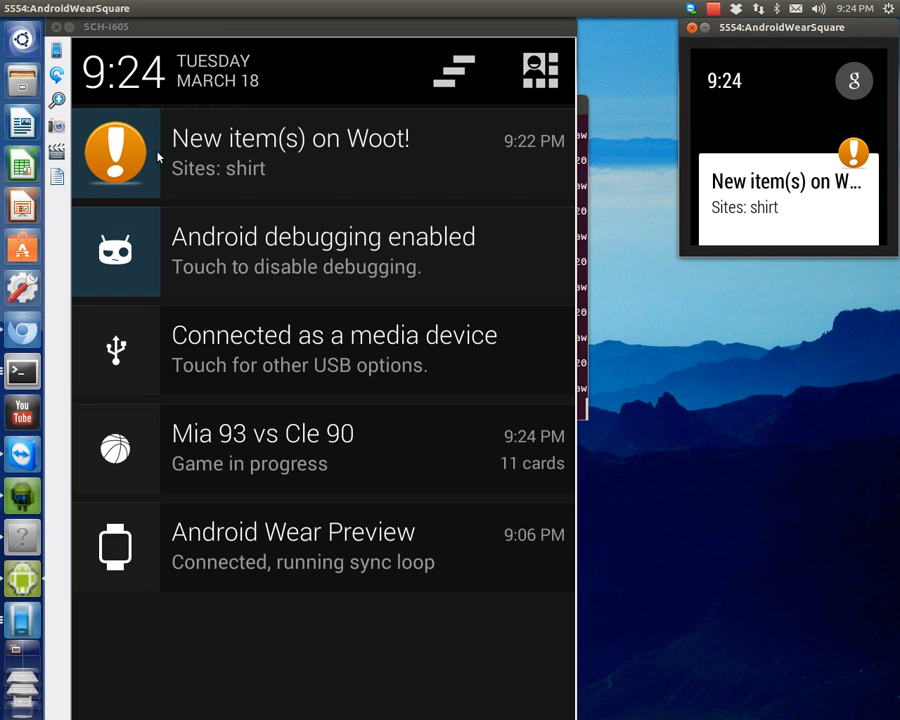 5554:AndroidWearSquare
9:24 PM
SCH-I605
9:24
TUESDAY
MARCH 18
New item(s) on Woot!
9:22 PM
Sites: shirt
Android debugging enabled
Touch to disable debugging.
Connected as a media device
Touch for other USB options.
Mia 93 vs Cle 90
9:24 PM
Game in progress
11 cards
Android Wear Preview
9:06 PM
Connected, running sync loop
5554:AndroidWearSquare
9:24
g
New item(s) on W...
Sites: shirt
You
Tube